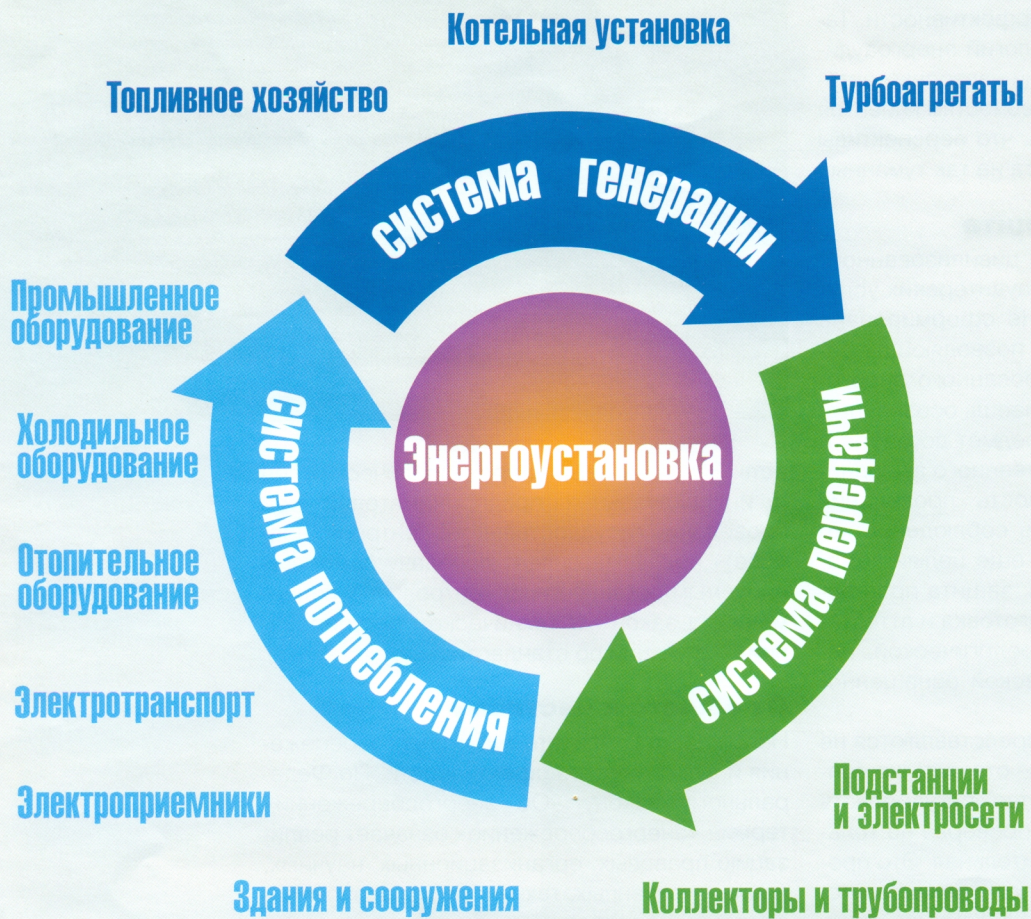 Котельная установка
Топливное хозяйство
Турбоагрегаты
система генерации
Промышленное
оборудование
Холодильное
оборудование
Отопительное
оборудование
Электротранспорт
Электроприемники
Здания и сооружения
система потребления
Энергоустановка
система передачи
Подстанции
и электросети
Коллекторы и трубопроводы